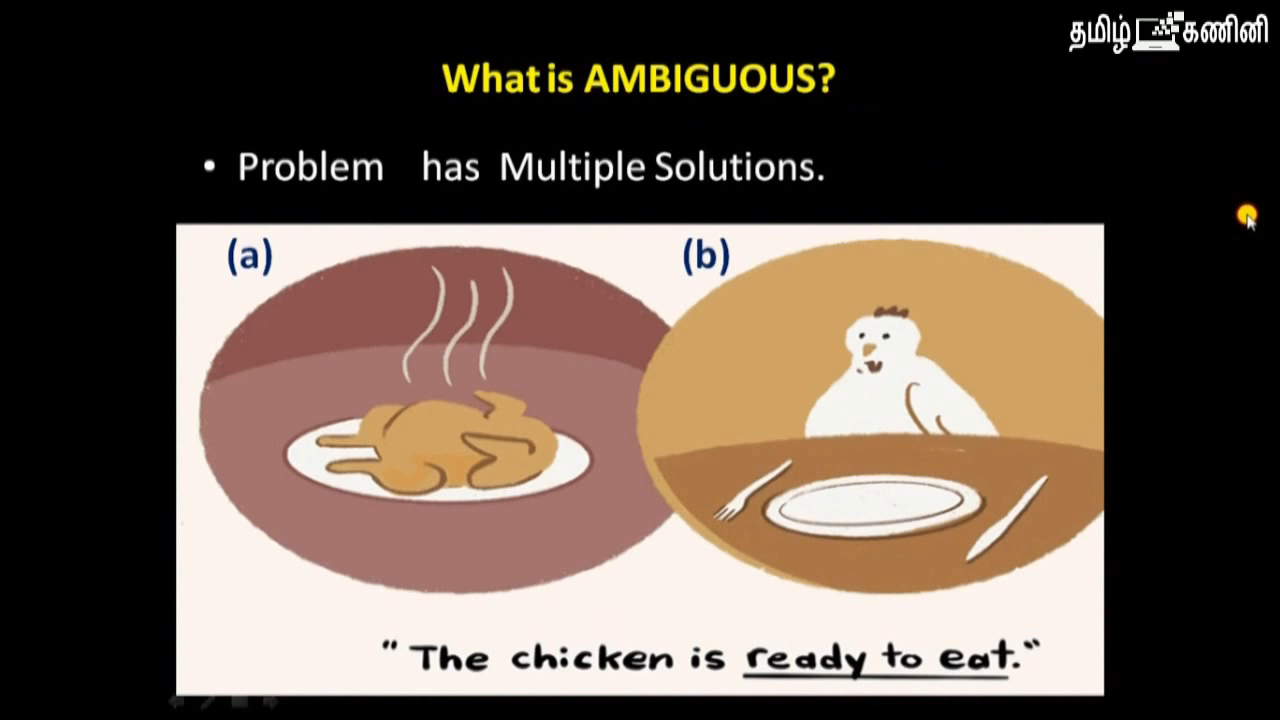 தமிழ் கணினி
What is AMBIGUOUS?
• Problem has Multiple Solutions.
(a)
(b)
"The chicken is ready to eat."